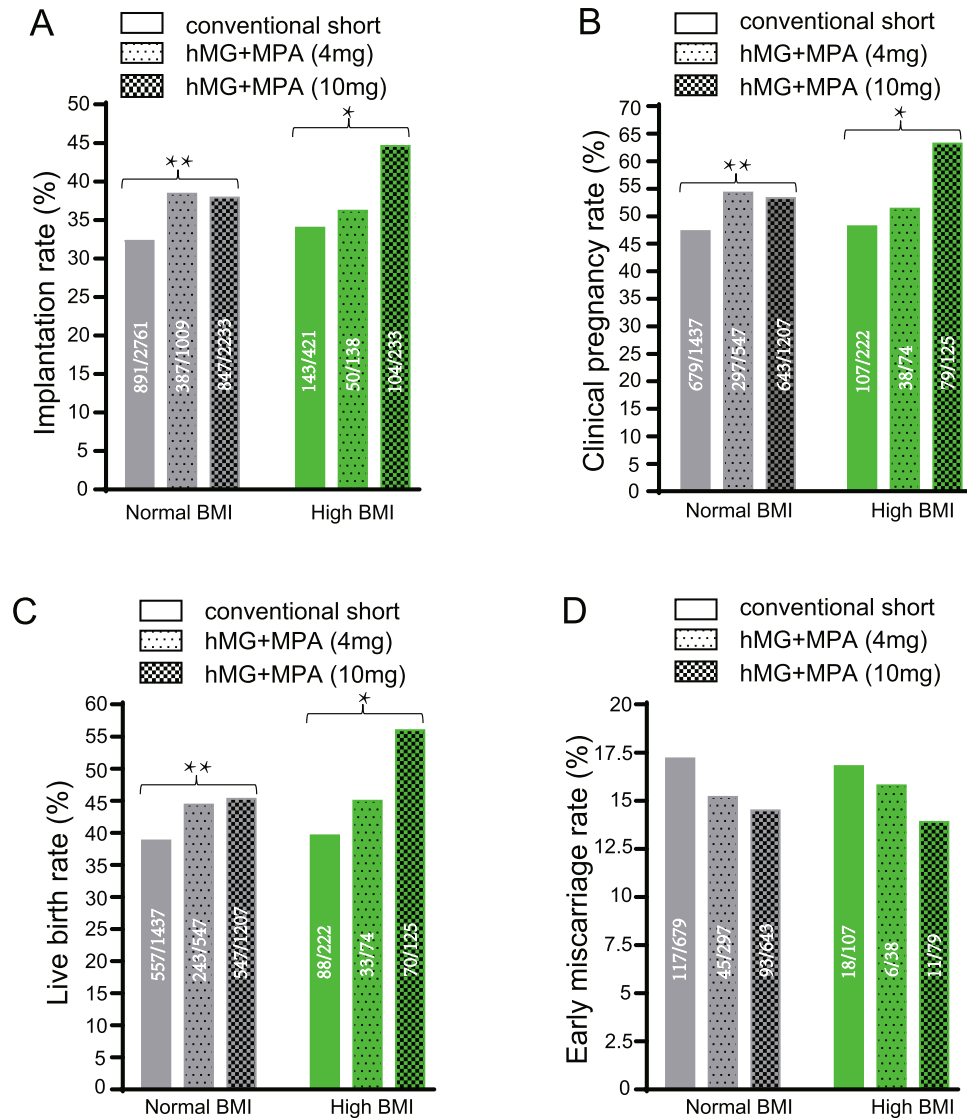 A
conventional short
hMG+MPA (4mg)
hMG+MPA (10mg)
Implantation rate (%)
50
45
40
35
30
25
20
15
10
5
0
**
*
891/2761
387/1009
847/2233
143/421
50/138
104/233
Normal BMI
High BMI
B
conventional short
hMG+MPA (4mg)
hMG+MPA (10mg)
Clinical pregnancy rate (%)
70
65
60
55
50
45
40
35
30
25
20
15
10
5
0
**
*
679/1437
297/547
643/1207
107/222
38/74
79/125
Normal BMI
High BMI
C
conventional short
hMG+MPA (4mg)
hMG+MPA (10mg)
Live birth rate (%)
60
55
50
45
40
35
30
25
20
15
10
5
0
**
*
557/1437
243/547
547/1207
88/222
33/74
70/125
Normal BMI
High BMI
D
conventional short
hMG+MPA (4mg)
hMG+MPA (10mg)
Early miscarriage rate (%)
20
17.5
15
12.5
10
7.5
5
2.5
0
117/679
45/297
93/643
18/107
6/38
11/79
Normal BMI
High BMI